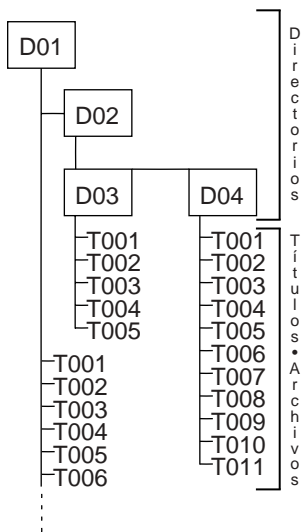 D01
D02
D03
D04
T001
T002
T003
T004
T005
T001
T002
T003
T004
T005
T006
T007
T008
T009
T010
T011
T001
T002
T003
T004
T005
T006
Directorios
Títulos•Archivos